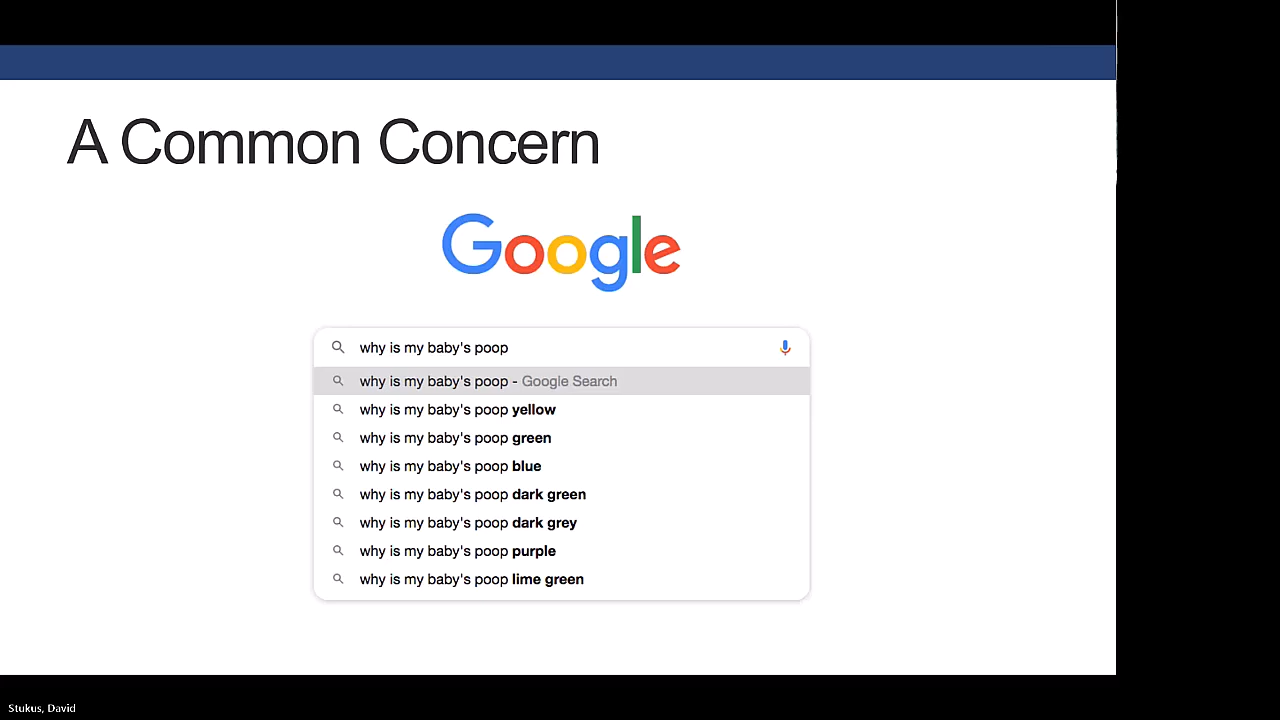 A Common Concern
Google
why is my baby's poop
why is my baby's poop - Google Search
why is my baby's poop yellow
why is my baby's poop green
why is my baby's poop blue
why is my baby's poop dark green
why is my baby's poop dark grey
why is my baby's poop purple
why is my baby's poop lime green
Stukus, David